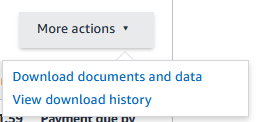 More actions
Download documents and data
View download history
Payment due by